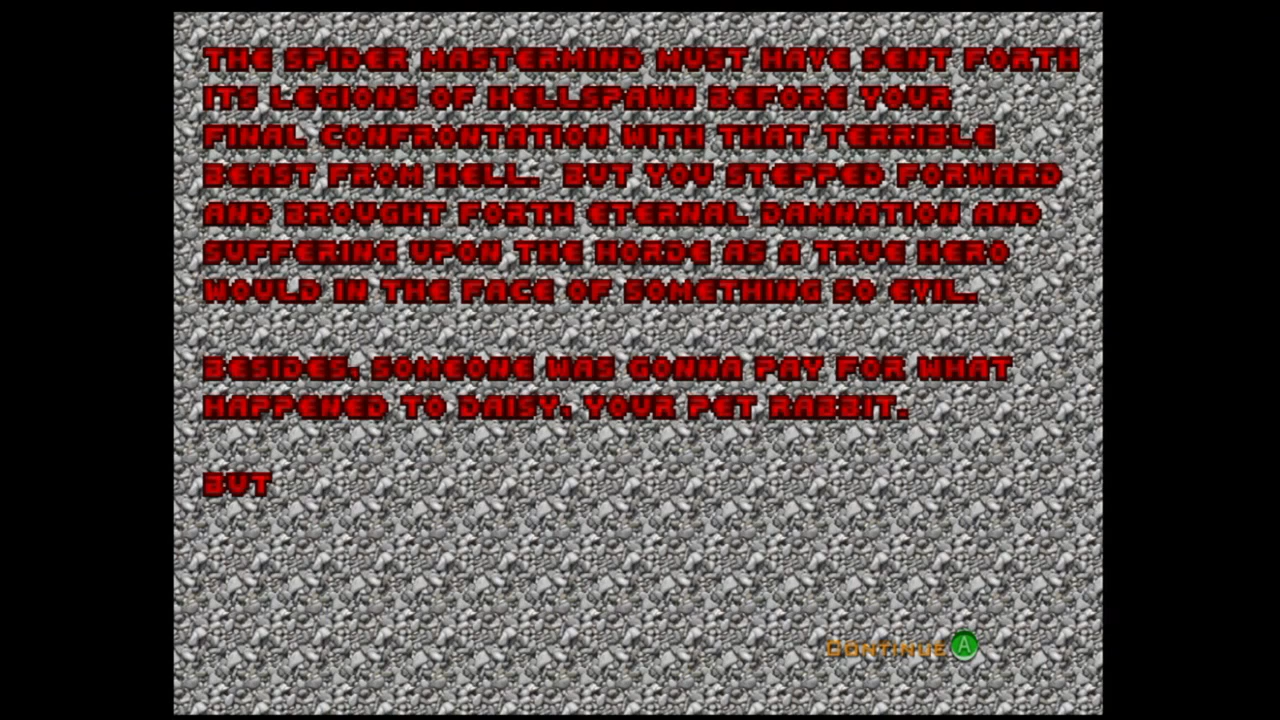 THE SPIDER MASTERMIND MUST HAVE SENT FORTH
ITS LEGIONS OF HELLSPAWN BEFORE YOUR
FINAL CONFRONTATION WITH THAT TERRIBLE
BEAST FROM HELL.  BUT YOU STEPPED FORWARD
AND BROUGHT FORTH ETERNAL DAMNATION AND
SUFFERING UPON THE HORDE AS A TRUE HERO
WOULD IN THE FACE OF SOMETHING SO EVIL.
BESIDES, SOMEONE WAS GONNA PAY FOR WHAT
HAPPENED TO DAISY, YOUR PET RABBIT.
BUT
CONTINUE A